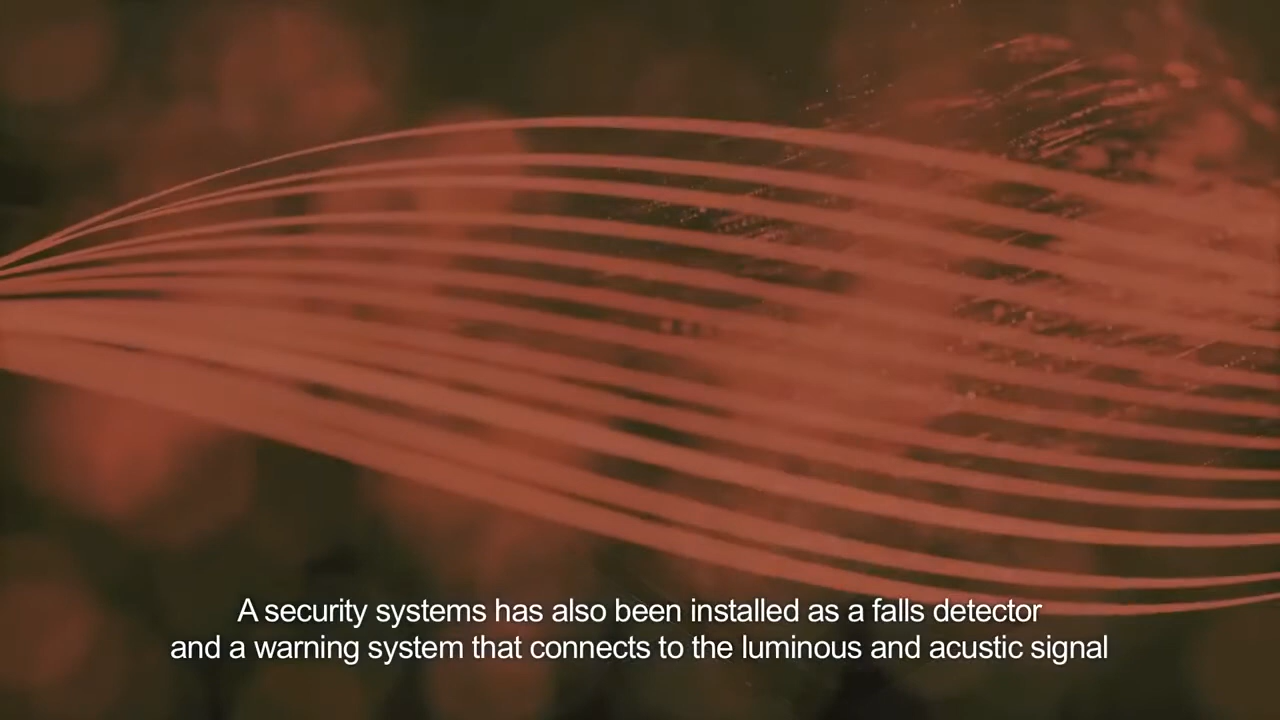 A security systems has also been installed as a falls detector
and a warning system that connects to the luminous and acustic signal